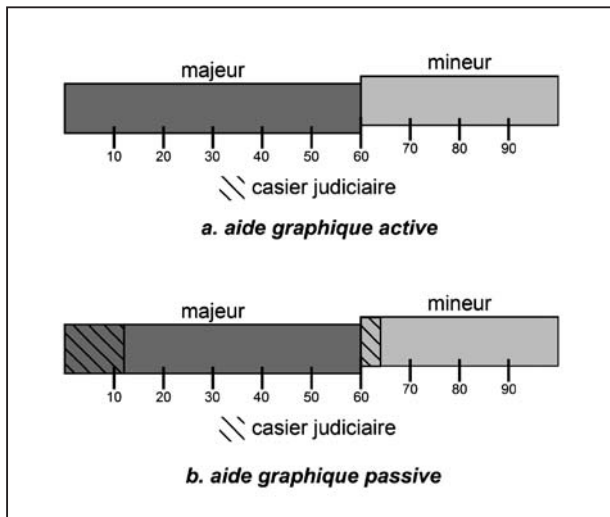 majeur mineur
10 20 30 40 50 60 70 80 90
casier judiciaire
a. aide graphique active
majeur mineur
10 20 30 40 50 60 70 80 90
casier judiciaire
b. aide graphique passive